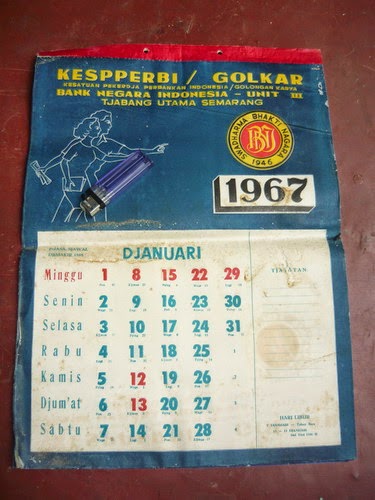 KESPPERBI / GOLKAR
KESATUAN PEKERDJA PERBANKAN INDONESIA / GOLONGAN KARYA
BANK NEGARA INDONESIA - UNIT III
TJABANG UTAMA SEMARANG
SWADHARMA BHAKTI NAGARA
BNI
1946
1967
DJANUARI
TJATATAN
Minggu 1 8 15 22 29
Senin 2 9 16 23 30
Selasa 3 10 17 24 31
Rabu 4 11 18 25
Kamis 5 12 19 26
Djum'at 6 13 20 27
Sabtu 7 14 21 28
HARI LIBUR